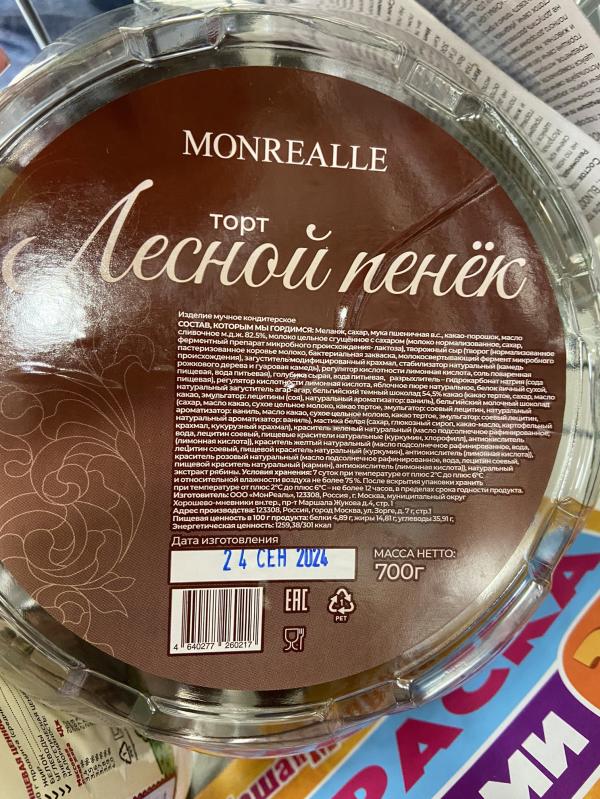 MONREALLE
торт
Лесной пенёк
Изделие мучное кондитерское
СОСТАВ, КОТОРЫМ МЫ ГОРДИМСЯ: Меланж, сахар, мука пшеничная в.с., какао-порошок, масло
сливочное м.д.ж. 82.5%, молоко цельное сгущённое с сахаром (молоко нормализованное, сахар,
ферментный препарат микробного происхождения- лактоза), творожный сыр (творог (нормализованное
пастеризованное коровье молоко, бактериальная закваска, молокосвертывающий фермент микробного
происхождения), загуститель:модифицированный крахмал, стабилизатор натуральный (камедь
рожкового дерева и гуаровая камедь), регулятор кислотности лимонная кислота, соль поваренная
пищевая, вода питьевая), голубика сырая, вода питьевая, разрыхлитель – гидрокарбонат натрия (сода
пищевая), регулятор кислотности лимонная кислота, яблочное пюре натуральное, белок яичный сухой,
натуральный загуститель агар-агар, бельгийский темный шоколад 54,5% какао (какао тертое, сахар, масло
какао, эмульгатор: лецитины (соя), натуральный ароматизатор: ваниль), бельгийский молочный шоколад
(сахар, масло какао, сухое цельное молоко, какао тертое, эмульгатор: соевый лецитин, натуральный
ароматизатор: ваниль, масло какао, сухое цельное молоко, какао тертое, эмульгатор: соевый лецитин,
натуральный ароматизатор: ваниль), мастика белая (сахар, глюкозный сироп, какао-масло, картофельный
крахмал, кукурузный крахмал), краситель зеленый натуральный (масло подсолнечное рафинированное,
вода, лецитин соевый, пищевые красители натуральные (куркумин, хлорофилл), антиокислитель
(лимонная кислота)), краситель желтый натуральный (масло подсолнечное рафинированное, вода,
лецитин соевый, пищевой краситель натуральный (куркумин), антиокислитель (лимонная кислота)),
краситель розовый натуральный (масло подсолнечное рафинированное, вода, лецитин соевый,
пищевой краситель натуральный (кармин), антиокислитель (лимонная кислота)), натуральный
экстракт рябины. Условия хранения: 7 суток при температуре от плюс 2°С до плюс 6°С
и относительной влажности воздуха не более 75 %. После вскрытия упаковки хранить
при температуре от плюс 2°С до плюс 6°С – не более 12 часов, в пределах срока годности продукта.
Изготовитель: ООО «МонРеаль», 123308, Россия, г. Москва, муниципальный округ
Хорошево-мневники вн.тер., пр-т Маршала Жукова д.4, стр. 1
Адрес производства: 123308, Россия, город Москва, ул. Зорге, д. 7 г, стр.1
Пищевая ценность в 100 г продукта: белки 4,89 г, жиры 14,81 г, углеводы 35,91 г,
Энергетическая ценность: 1259,38/301 ккал
Дата изготовления
24 СЕН 2024
МАССА НЕТТО:
700г
EAC
PET
4 640277 260217
РАСКА
МИ